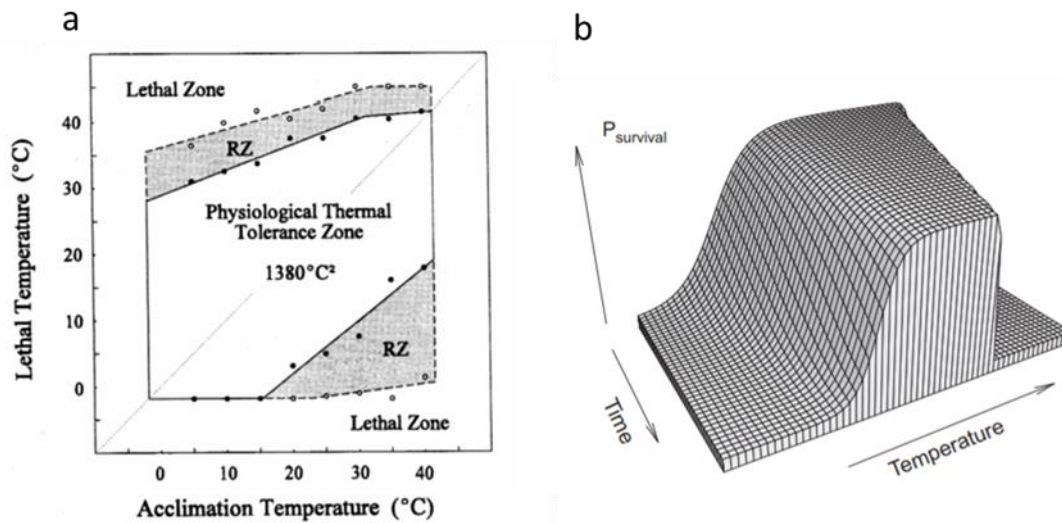 a
Lethal Zone
RZ
Physiological Thermal
Tolerance Zone
1380°C²
RZ
Lethal Zone
40
30
20
10
0
Lethal Temperature (°C)
0
10
20
30
40
Acclimation Temperature (°C)
b
P survival
Time
Temperature